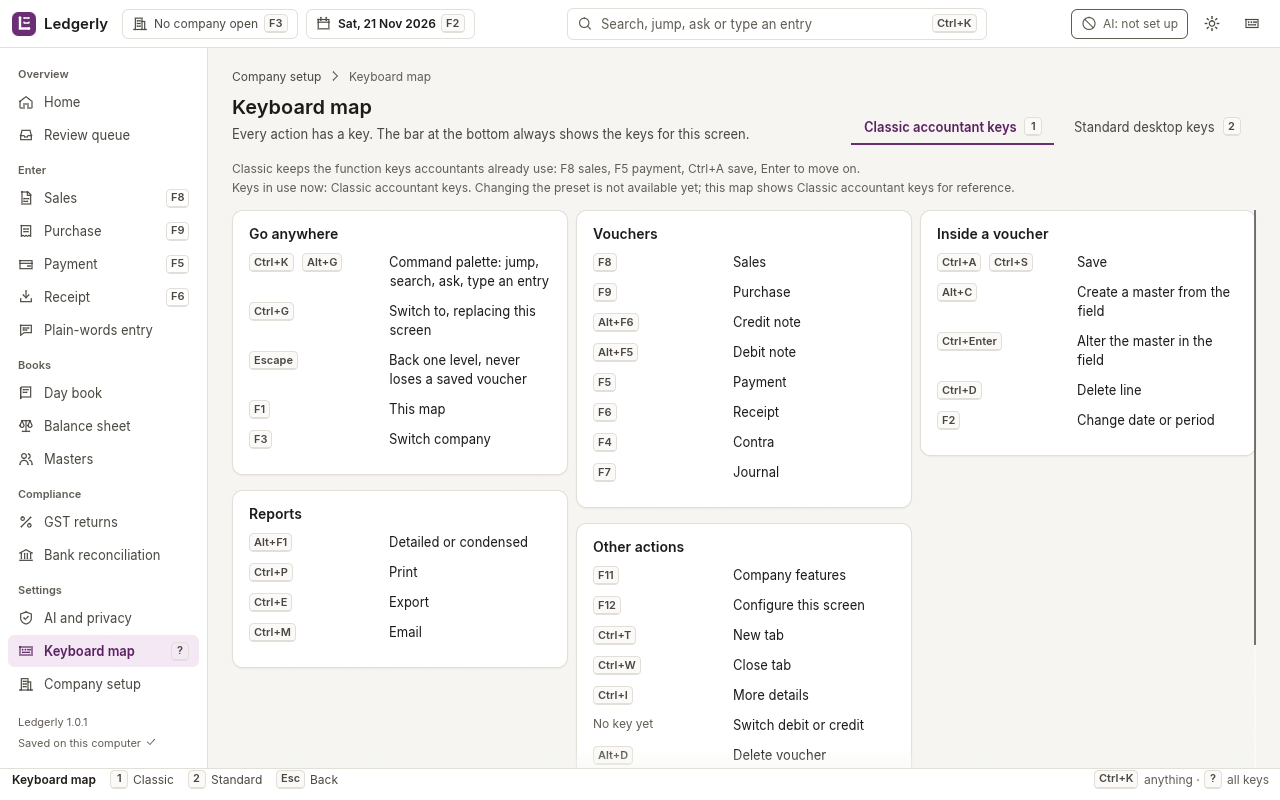 Ledgerly
No company open F3
Sat, 21 Nov 2026 F2
Search, jump, ask or type an entry Ctrl+K
AI: not set up
Overview
Home
Review queue
Enter
Sales F8
Purchase F9
Payment F5
Receipt F6
Plain-words entry
Books
Day book
Balance sheet
Masters
Compliance
GST returns
Bank reconciliation
Settings
AI and privacy
Keyboard map ?
Company setup
Ledgerly 1.0.1
Saved on this computer
Company setup Keyboard map
Keyboard map
Every action has a key. The bar at the bottom always shows the keys for this screen.
Classic accountant keys 1
Standard desktop keys 2
Classic keeps the function keys accountants already use: F8 sales, F5 payment, Ctrl+A save, Enter to move on.
Keys in use now: Classic accountant keys. Changing the preset is not available yet; this map shows Classic accountant keys for reference.
Go anywhere
Ctrl+K Alt+G Command palette: jump,
search, ask, type an entry
Ctrl+G Switch to, replacing this
screen
Escape Back one level, never
loses a saved voucher
F1 This map
F3 Switch company
Reports
Alt+F1 Detailed or condensed
Ctrl+P Print
Ctrl+E Export
Ctrl+M Email
Vouchers
F8 Sales
F9 Purchase
Alt+F6 Credit note
Alt+F5 Debit note
F5 Payment
F6 Receipt
F4 Contra
F7 Journal
Other actions
F11 Company features
F12 Configure this screen
Ctrl+T New tab
Ctrl+W Close tab
Ctrl+I More details
No key yet Switch debit or credit
Alt+D Delete voucher
Inside a voucher
Ctrl+A Ctrl+S Save
Alt+C Create a master from the
field
Ctrl+Enter Alter the master in the
field
Ctrl+D Delete line
F2 Change date or period
Keyboard map 1 Classic 2 Standard Esc Back
Ctrl+K anything · ? all keys